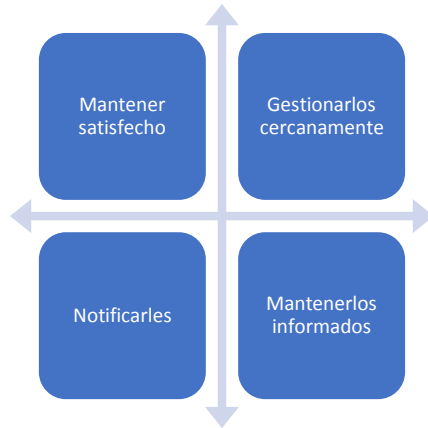 Mantener
satisfecho
Gestionarlos
cercanamente
Notificarles
Mantenerlos
informados